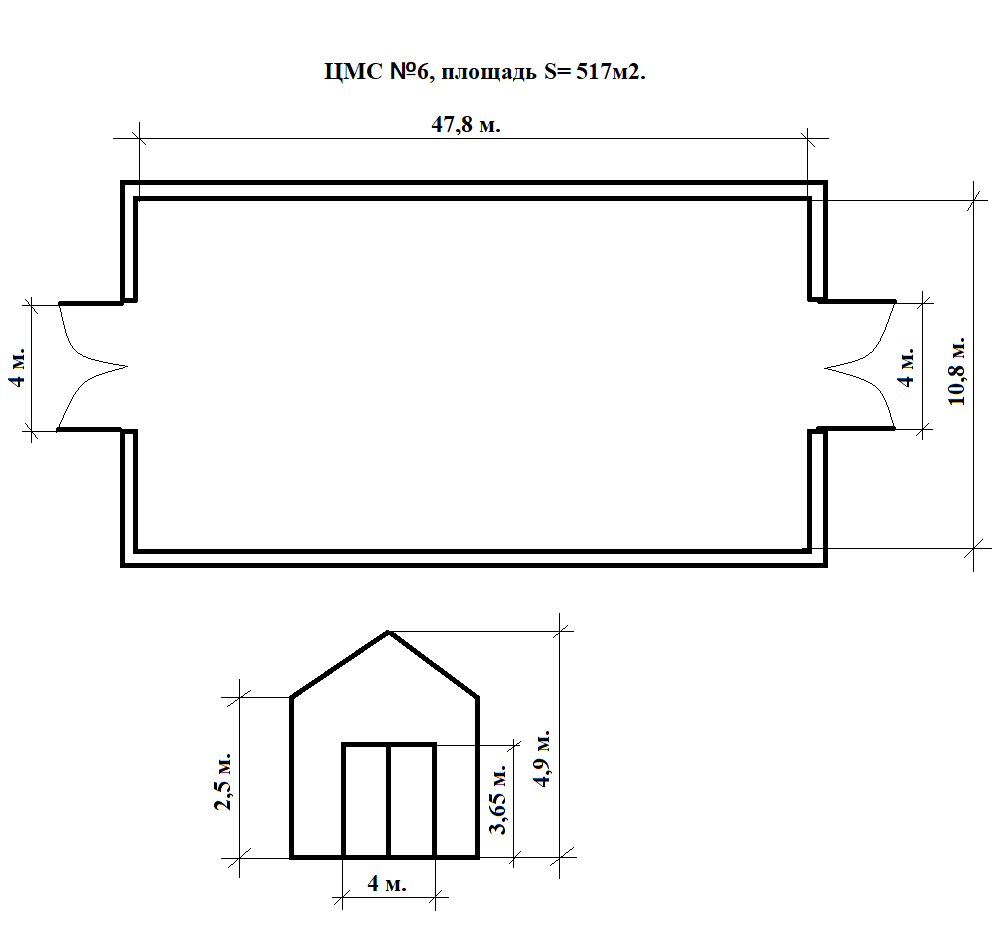 ЦМС №6, площадь S= 517м2.
47,8 м.
4 м.
4 м.
10,8 м.
2,5 м.
3,65 м.
4,9 м.
4 м.